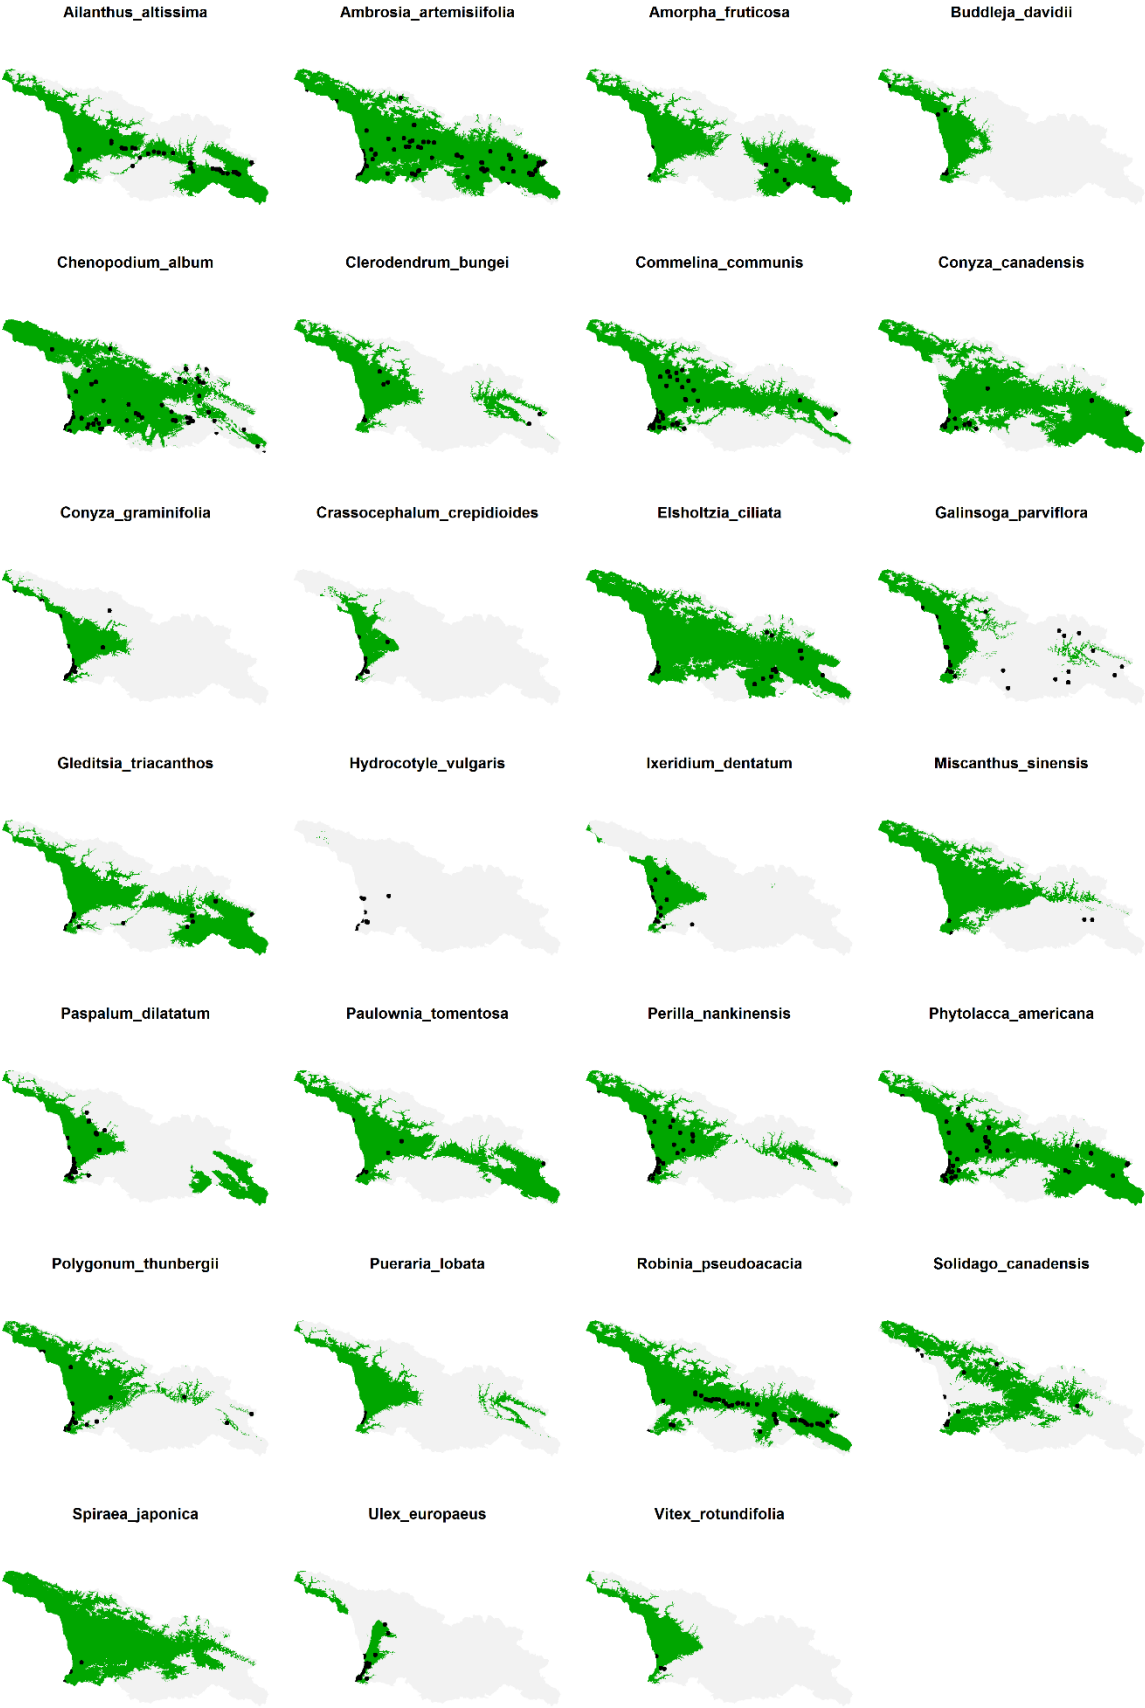 Ailanthus_altissima
Ambrosia_artemisiifolia
Amorpha_fruticosa
Buddleja_davidii
Chenopodium_album
Clerodendrum_bungei
Commelina_communis
Conyza_canadensis
Conyza_graminifolia
Crassocephalum_crepidioides
Elsholtzia_ciliata
Galinsoga_parviflora
Gleditsia_triacanthos
Hydrocotyle_vulgaris
Ixeridium_dentatum
Miscanthus_sinensis
Paspalum_dilatatum
Paulownia_tomentosa
Perilla_nankinensis
Phytolacca_americana
Polygonum_thunbergii
Pueraria_lobata
Robinia_pseudoacacia
Solidago_canadensis
Spiraea_japonica
Ulex_europaeus
Vitex_rotundifolia